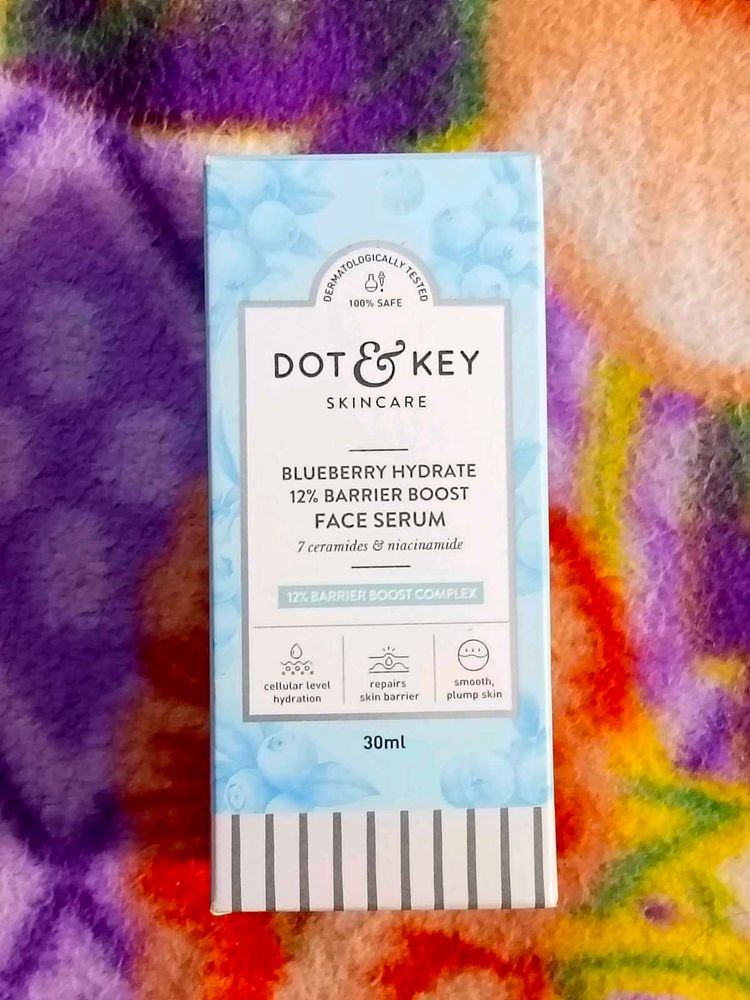 DERMATOLOGICALLY TESTED
100% SAFE
DOT & KEY
SKINCARE
BLUEBERRY HYDRATE
12% BARRIER BOOST
FACE SERUM
7 ceramides & niacinamide
12% BARRIER BOOST COMPLEX
cellular level
hydration
repairs
skin barrier
smooth,
plump skin
30ml